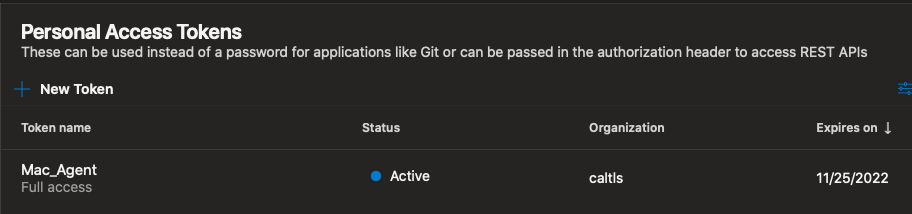 Personal Access Tokens
These can be used instead of a password for applications like Git or can be passed in the authorization header to access REST APIs
+ New Token
Token name Status Organization Expires on ↓
Mac_Agent Active caltls 11/25/2022
Full access